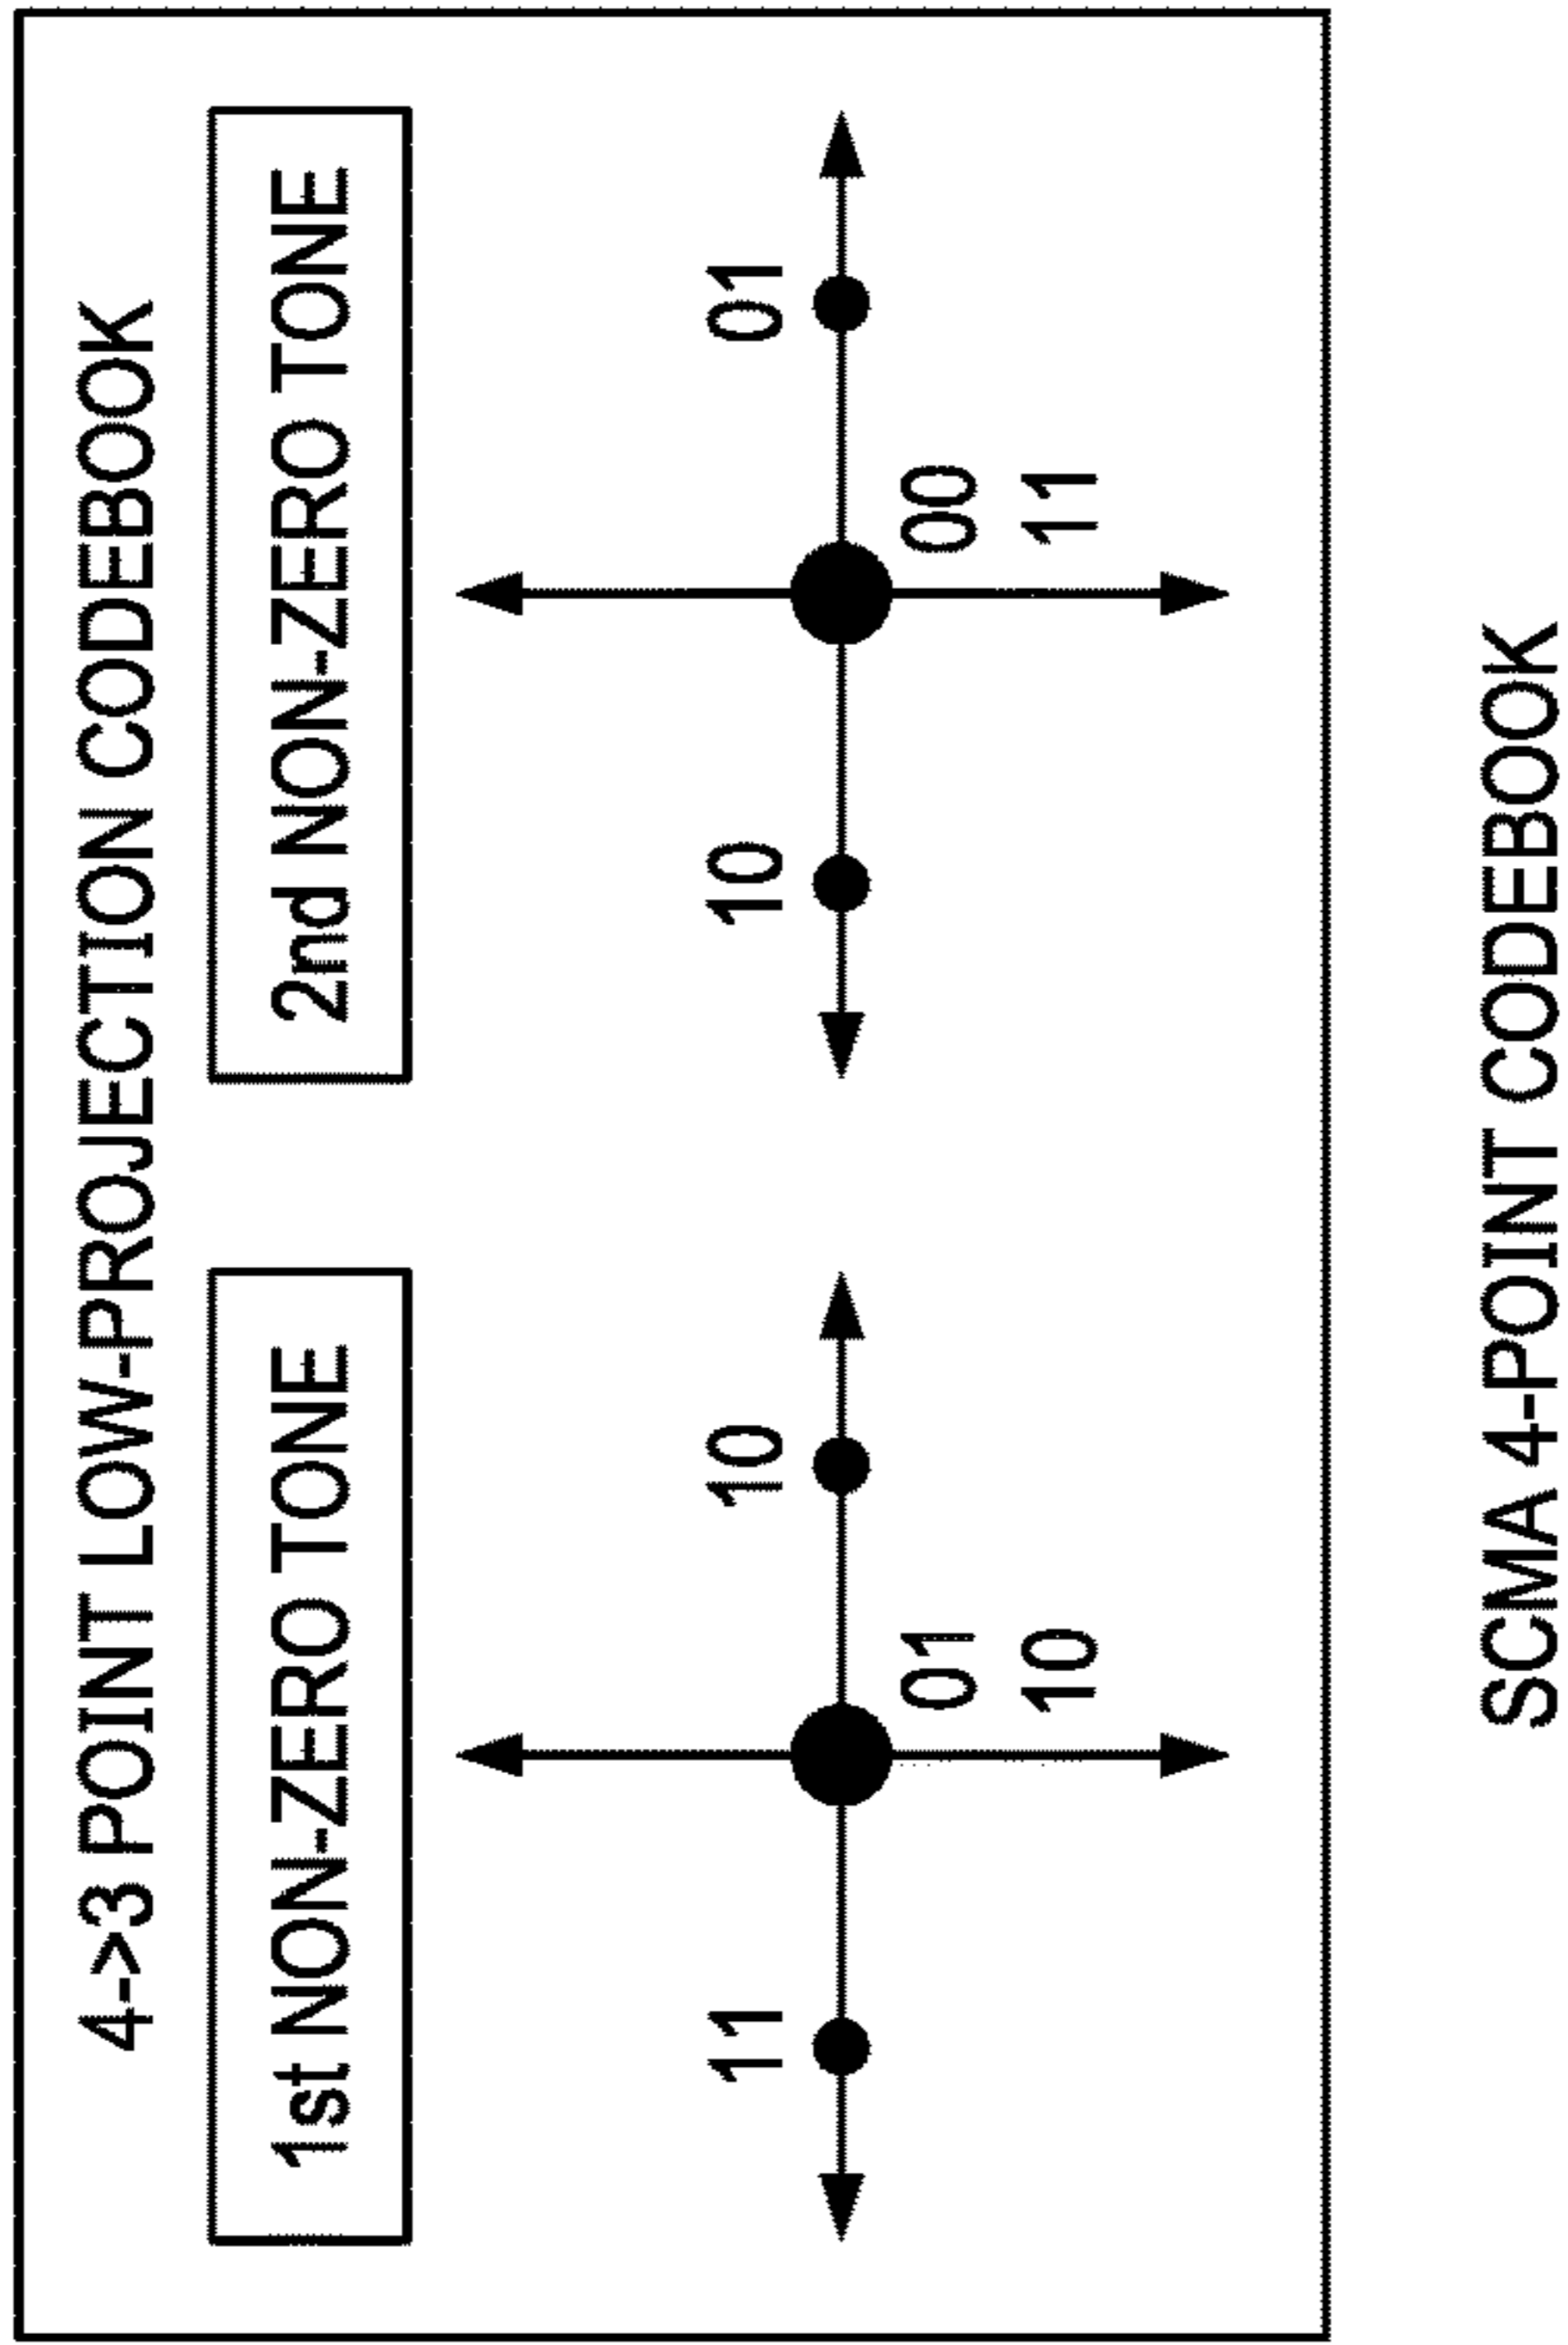 4->3 POINT LOW-PROJECTION CODEBOOK
1st NON-ZERO TONE
11
10
01
10
2nd NON-ZERO TONE
10
01
00
11
SCMA 4-POINT CODEBOOK